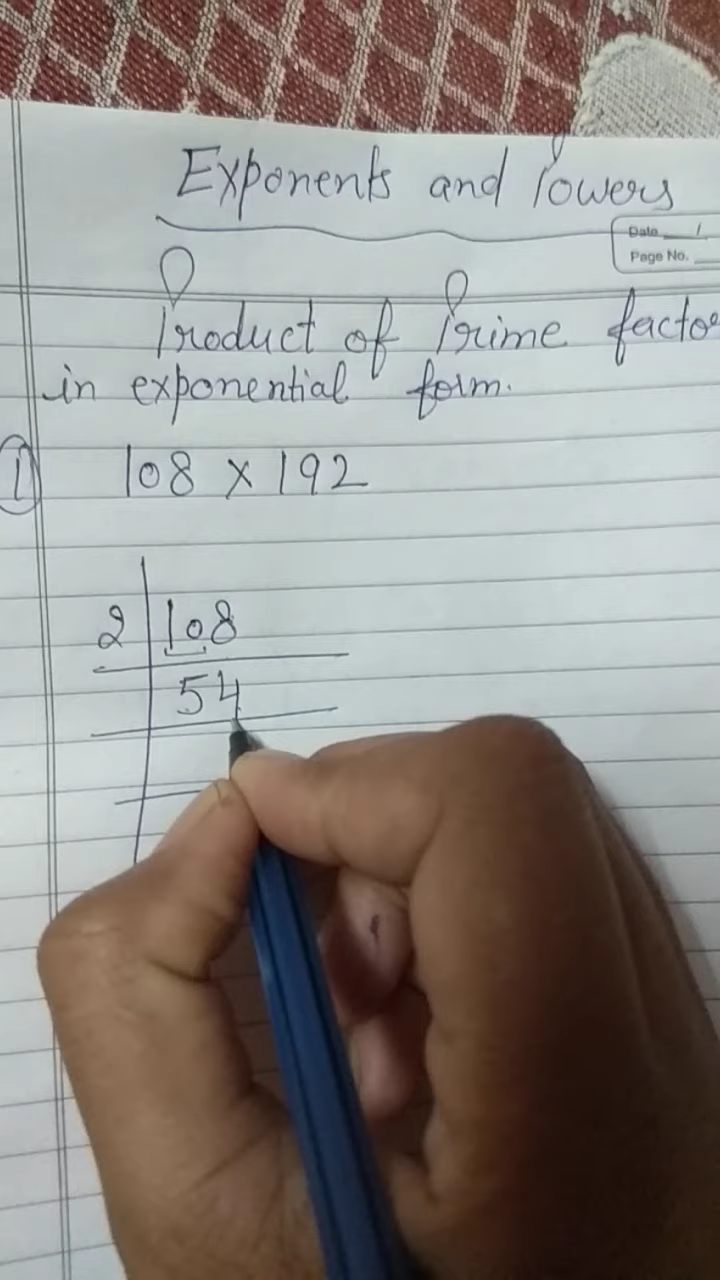 Exponents and Powers
Date /
Page No.
Product of Prime facto
in exponential form.
1 108 x 192
2 108
54